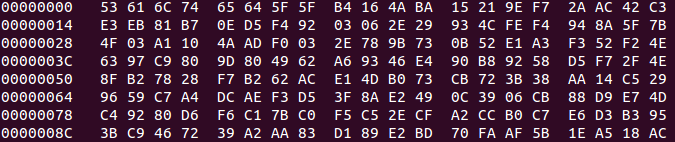 00000000 53 61 6C 74 65 64 5F 5F B4 16 4A BA 15 21 9E F7 2A AC 42 C3
00000014 E3 EB 81 B7 0E D5 F4 92 03 06 2E 29 93 4C FE F4 94 8A 5F 7B
00000028 4F 03 A1 10 4A AD F0 03 2E 78 9B 73 0B 52 E1 A3 F3 52 F2 4E
0000003C 63 97 C9 80 9D 80 49 62 A6 93 46 E4 90 B8 92 58 D5 F7 2F 4E
00000050 8F B2 78 28 F7 B2 62 AC E1 4D B0 73 CB 72 3B 38 AA 14 C5 29
00000064 96 59 C7 A4 DC AE F3 D5 3F 8A E2 49 0C 39 06 CB 88 D9 E7 4D
00000078 C4 92 80 D6 F6 C1 7B C0 F5 C5 2E CF A2 CC B0 C7 E6 D3 B3 95
0000008C 3B C9 46 72 39 A2 AA 83 D1 89 E2 BD 70 FA AF 5B 1E A5 18 AC